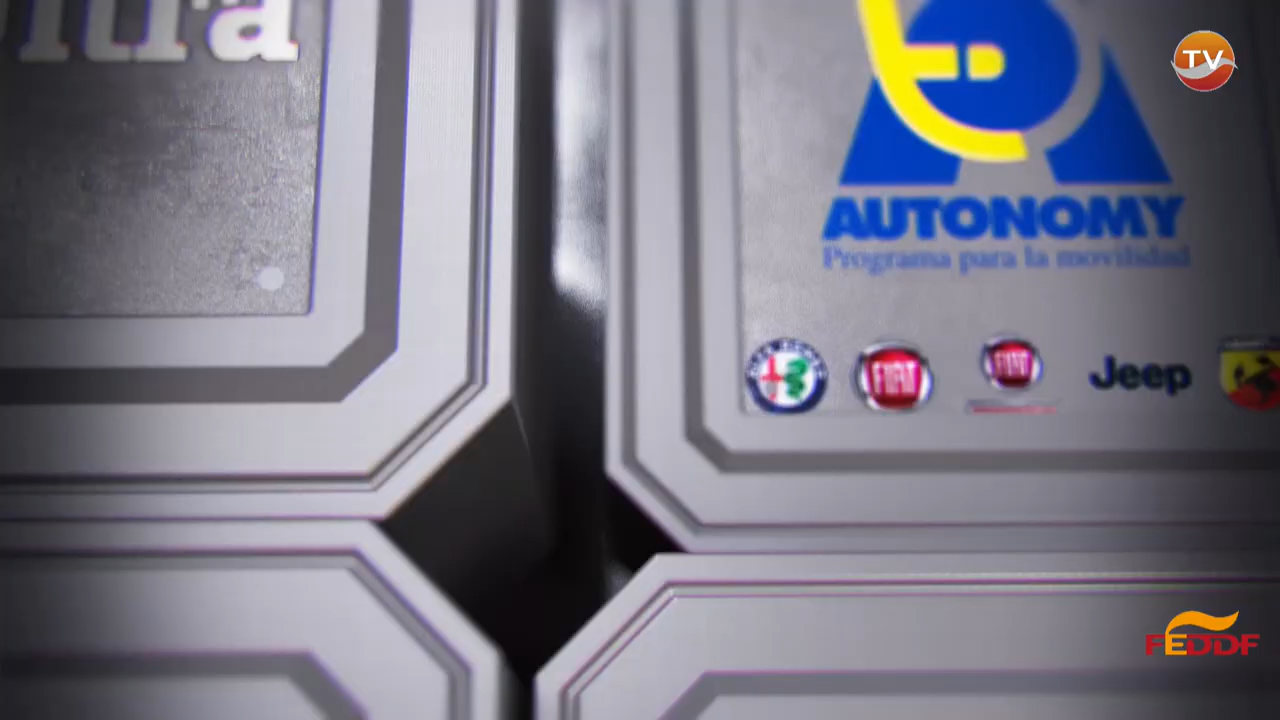 TV
AUTONOMY
Programa para la movilidad
FIAT
FIAT
Jeep
FEDDF